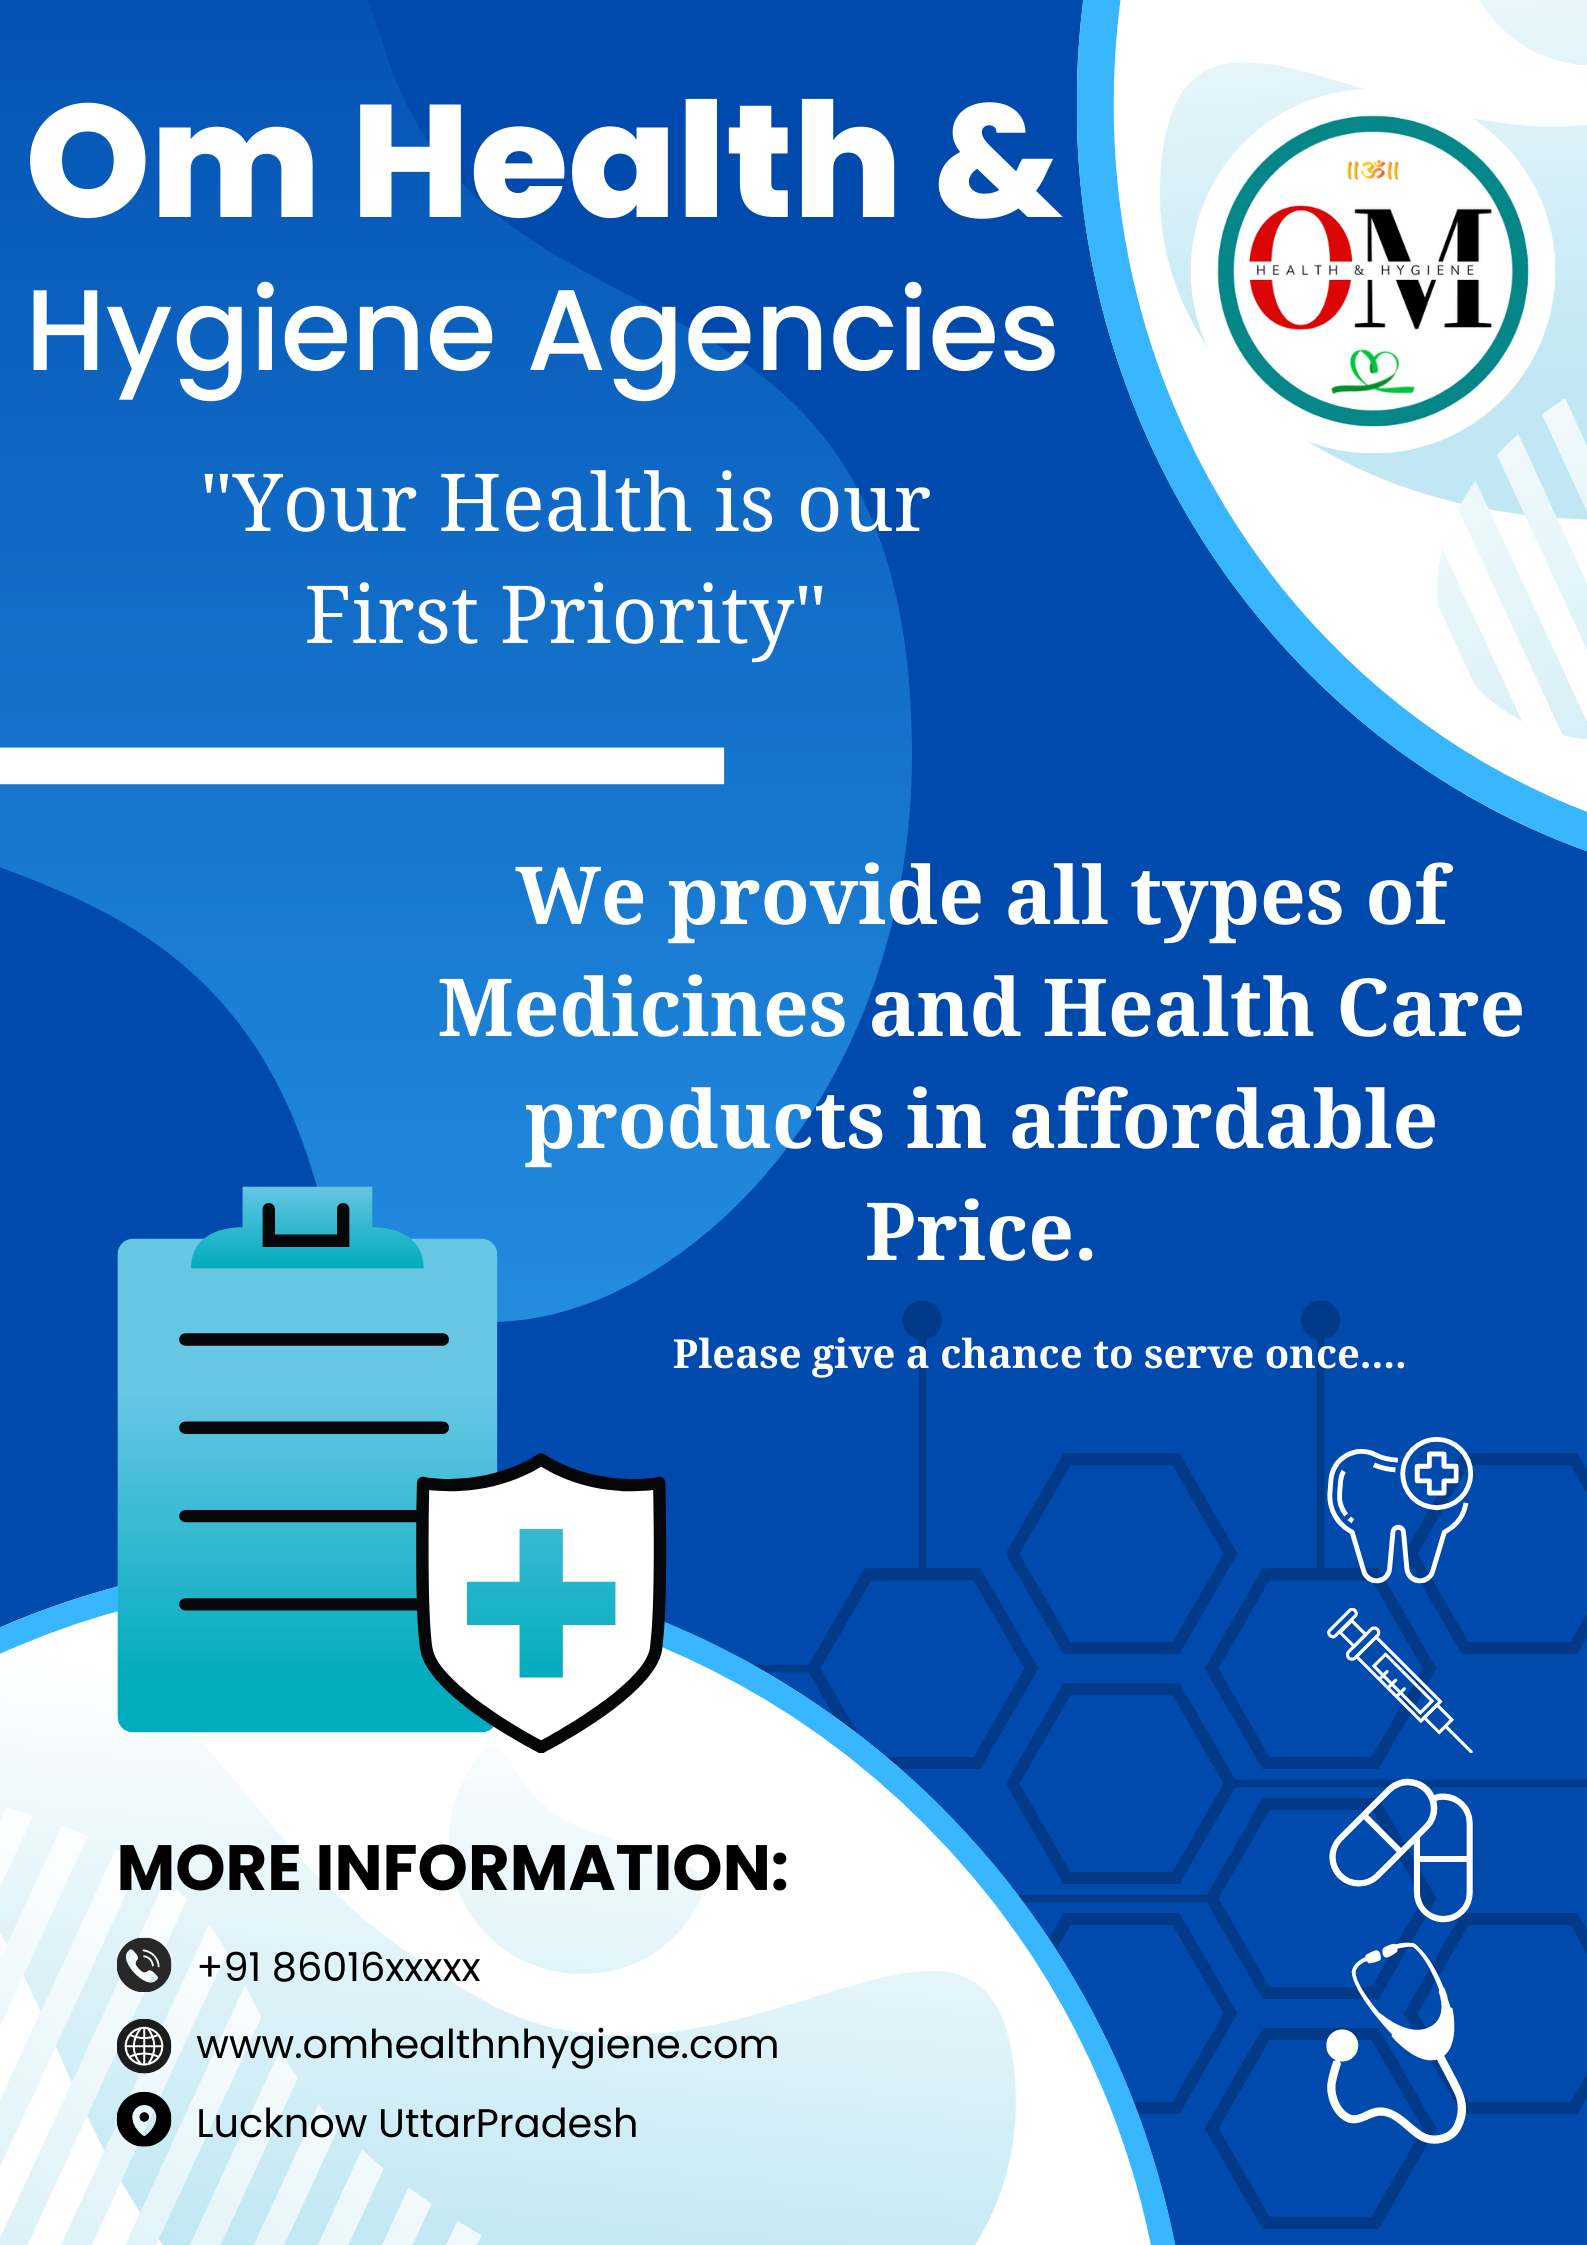 Om Health &
Hygiene Agencies
॥ॐ॥
OM
HEALTH & HYGIENE
"Your Health is our
First Priority"
We provide all types of
Medicines and Health Care
products in affordable
Price.
Please give a chance to serve once....
MORE INFORMATION:
+91 86016xxxxx
www.omhealthnhygiene.com
Lucknow UttarPradesh